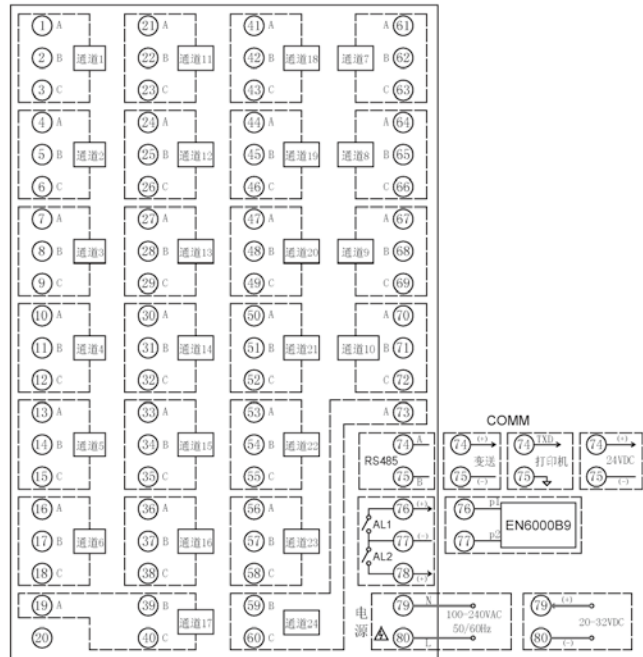 1 A 21 A 41 A A 61
2 B 通道1 22 B 通道11 42 B 通道18 通道7 B 62
3 C 23 C 43 C C 63
4 A 24 A 44 A A 64
5 B 通道2 25 B 通道12 45 B 通道19 通道8 B 65
6 C 26 C 46 C C 66
7 A 27 A 47 A A 67
8 B 通道3 28 B 通道13 48 B 通道20 通道9 B 68
9 C 29 C 49 C C 69
10 A 30 A 50 A A 70
11 B 通道4 31 B 通道14 51 B 通道21 通道10 B 71
12 C 32 C 52 C C 72
13 A 33 A 53 A A 73
COMM
14 B 通道5 34 B 通道15 54 B 通道22 RS485 74 A 74 (+) 变送 74 TXD 打印机 74 (+) 24VDC
15 C 35 C 55 C 75 B 75 (-) 75 75 (-)
16 A 36 A 56 A 76 (+) 76 p1
17 B 通道6 37 B 通道16 57 B 通道23 AL1 77 (-) 77 p2 EN6000B9
18 C 38 C 58 C AL2 78 (+)
19 A 39 B 通道17 59 B 通道24 电源 79 N 100-240VAC 79 (+) 20-32VDC
20 40 C 60 C 80 L 50/60Hz 80 (-)